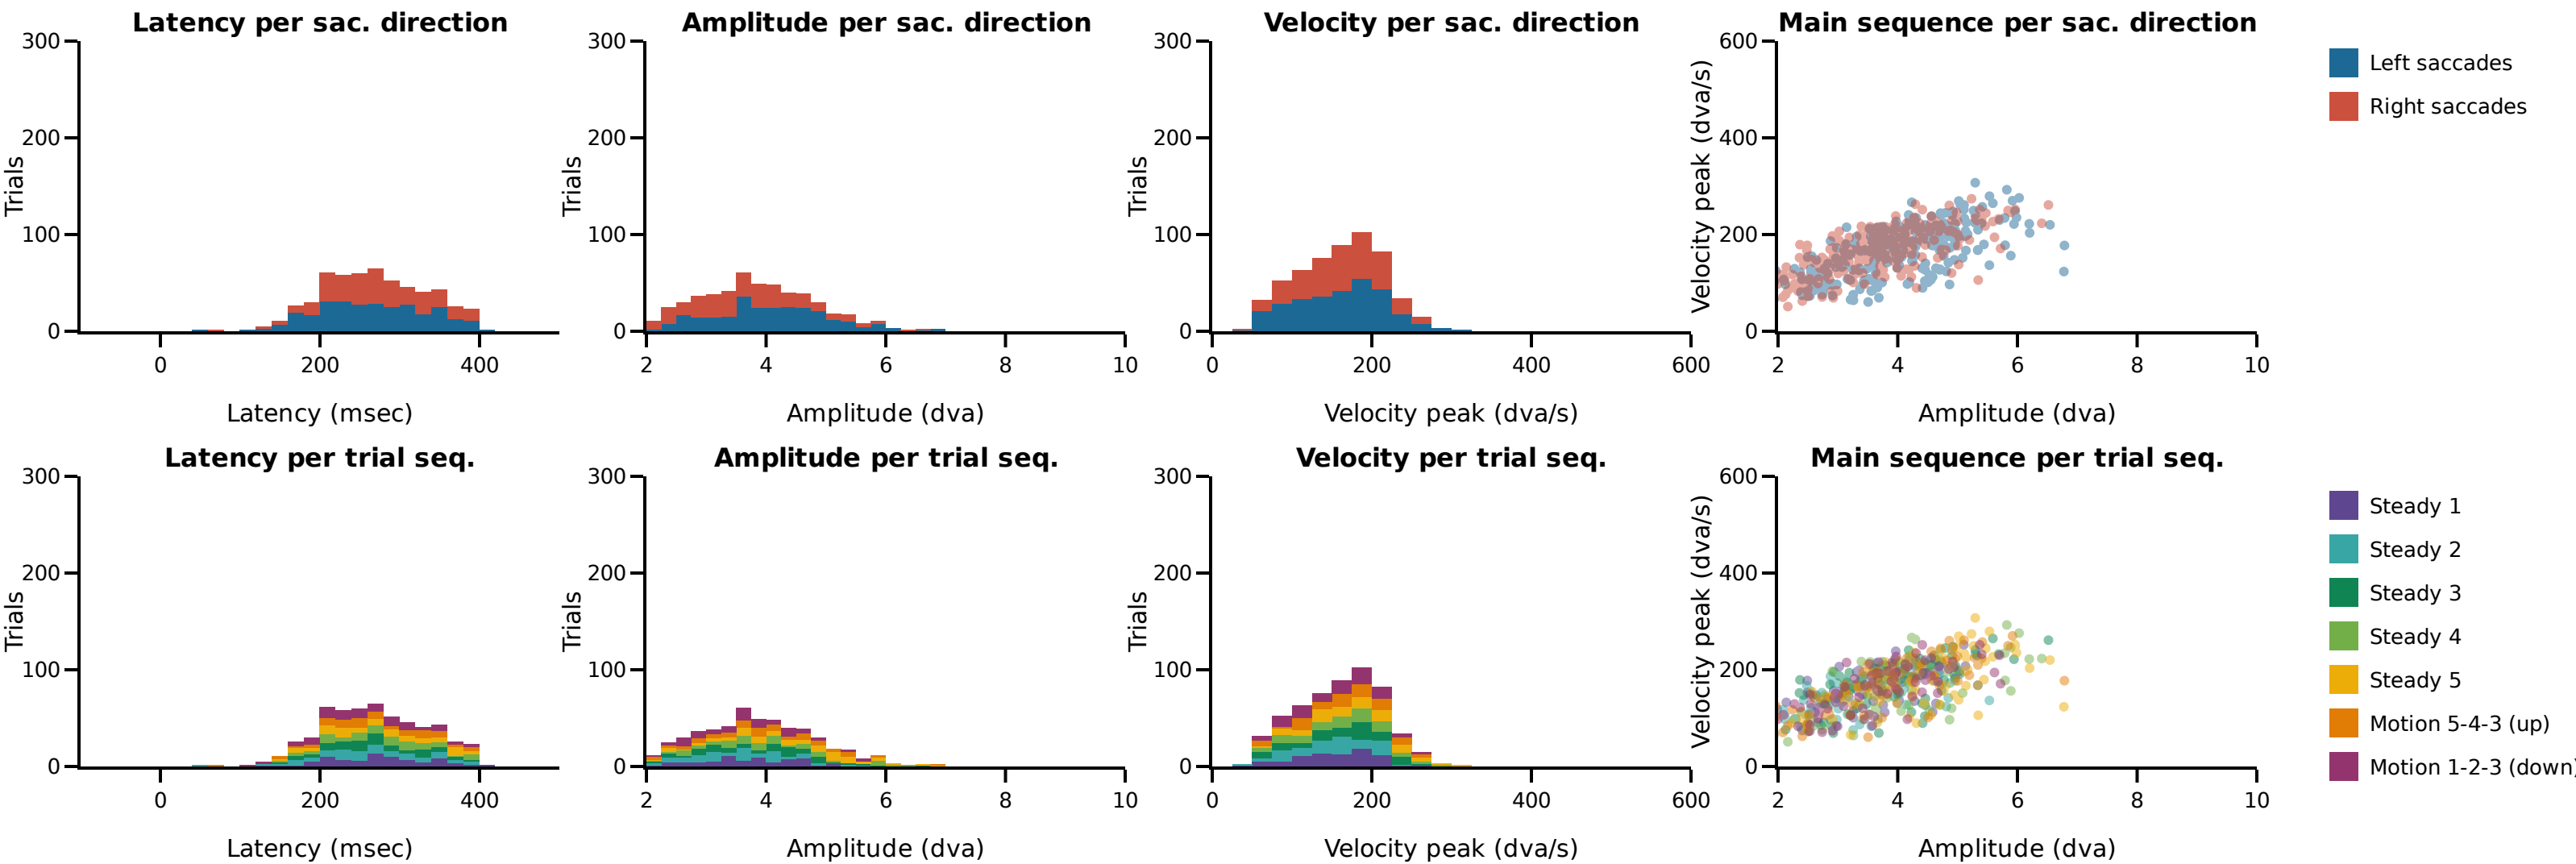 Latency per sac. direction
300
200
100
0
Trials
0 200 400
Latency (msec)
Amplitude per sac. direction
300
200
100
0
Trials
2 4 6 8 10
Amplitude (dva)
Velocity per sac. direction
300
200
100
0
Trials
0 200 400 600
Velocity peak (dva/s)
Main sequence per sac. direction
600
400
200
0
Velocity peak (dva/s)
2 4 6 8 10
Amplitude (dva)
Left saccades
Right saccades
Latency per trial seq.
300
200
100
0
Trials
0 200 400
Latency (msec)
Amplitude per trial seq.
300
200
100
0
Trials
2 4 6 8 10
Amplitude (dva)
Velocity per trial seq.
300
200
100
0
Trials
0 200 400 600
Velocity peak (dva/s)
Main sequence per trial seq.
600
400
200
0
Velocity peak (dva/s)
2 4 6 8 10
Amplitude (dva)
Steady 1
Steady 2
Steady 3
Steady 4
Steady 5
Motion 5-4-3 (up)
Motion 1-2-3 (down)